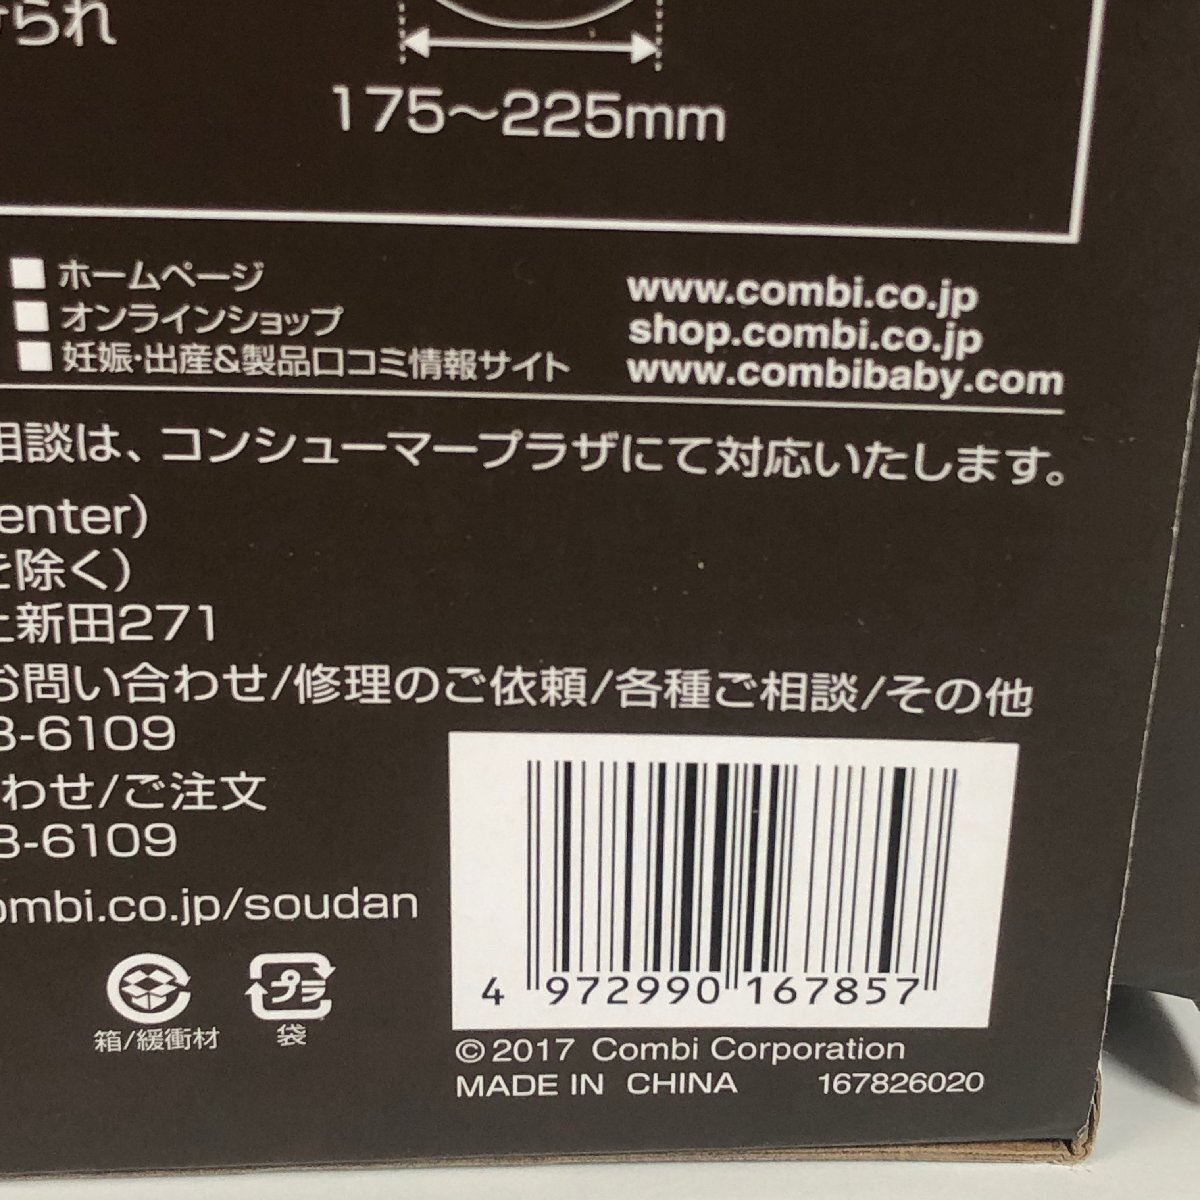 られ
175〜225mm
■ホームページ www.combi.co.jp
■オンラインショップ shop.combi.co.jp
■妊娠・出産&製品口コミ情報サイト www.combibaby.com
相談は、コンシューマープラザにて対応いたします。
enter)
を除く)
新田271
お問い合わせ/修理のご依頼/各種ご相談/その他
3-6109
わせ/ご注文
3-6109
ombi.co.jp/soudan
プラ
箱/緩衝材 袋
4 972990 167857
© 2017 Combi Corporation
MADE IN CHINA 167826020